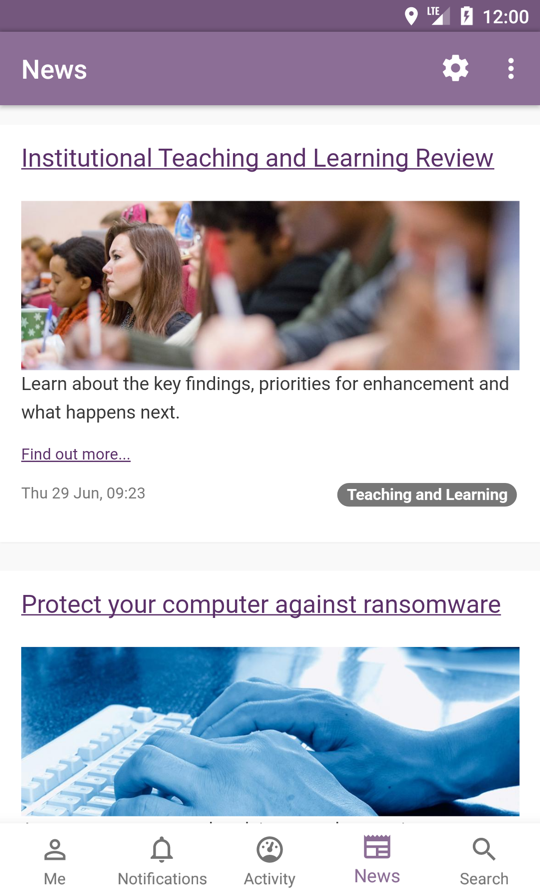 LTE 12:00
News
Institutional Teaching and Learning Review
Learn about the key findings, priorities for enhancement and
what happens next.
Find out more...
Thu 29 Jun, 09:23 Teaching and Learning
Protect your computer against ransomware
Me Notifications Activity News Search